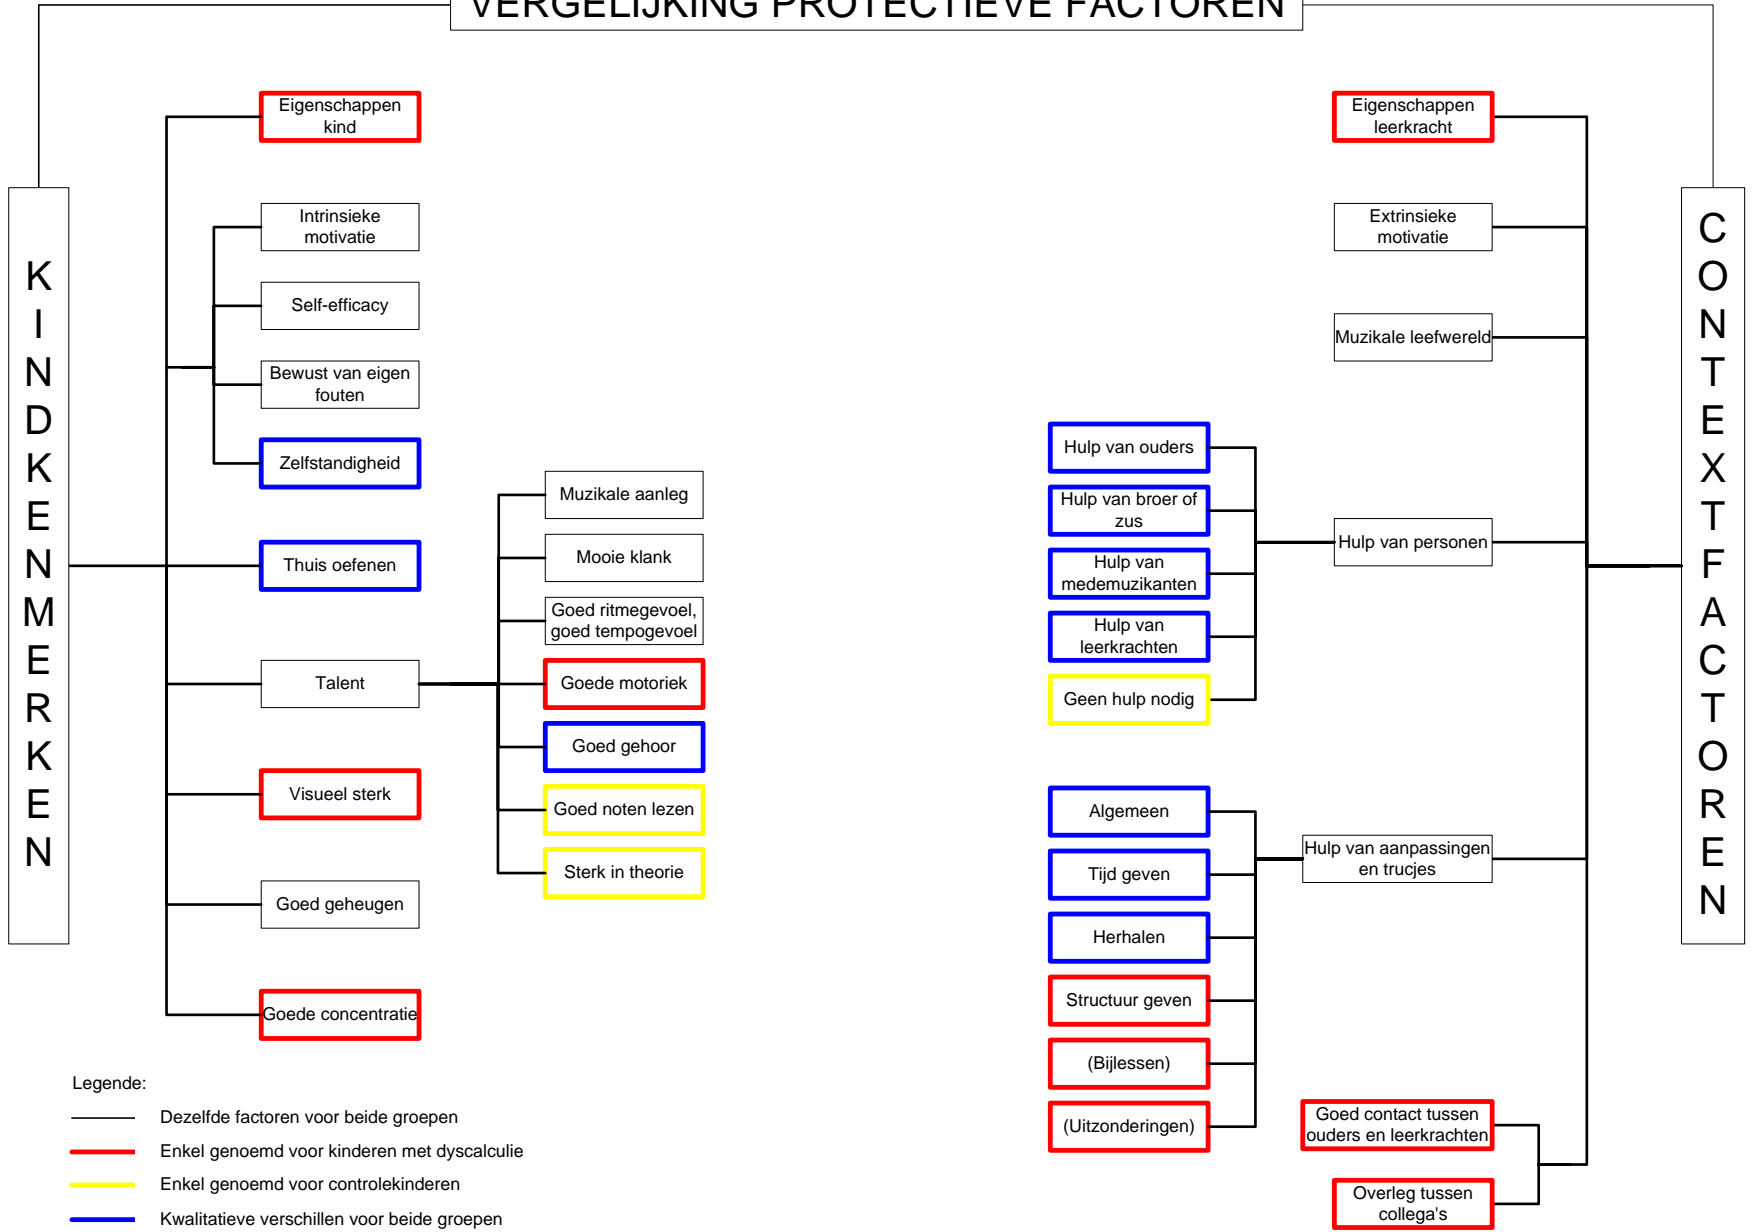 VERGELIJKING PROTECTIEVE FACTOREN
KINDKENMERKEN
Eigenschappen
kind
Intrinsieke
motivatie
Self-efficacy
Bewust van eigen
fouten
Zelfstandigheid
Thuis oefenen
Talent
Visueel sterk
Goed geheugen
Goede concentratie
Muzikale aanleg
Mooie klank
Goed ritmegevoel,
goed tempogevoel
Goede motoriek
Goed gehoor
Goed noten lezen
Sterk in theorie
Hulp van ouders
Hulp van broer of
zus
Hulp van
medemuzikanten
Hulp van
leerkrachten
Geen hulp nodig
Algemeen
Tijd geven
Herhalen
Structuur geven
(Bijlessen)
(Uitzonderingen)
Eigenschappen
leerkracht
Extrinsieke
motivatie
Muzikale leefwereld
Hulp van personen
Hulp van aanpassingen
en trucjes
Goed contact tussen
ouders en leerkrachten
Overleg tussen
collega's
CONTEXTFACTOREN
Legende:
Dezelfde factoren voor beide groepen
Enkel genoemd voor kinderen met dyscalculie
Enkel genoemd voor controlekinderen
Kwalitatieve verschillen voor beide groepen